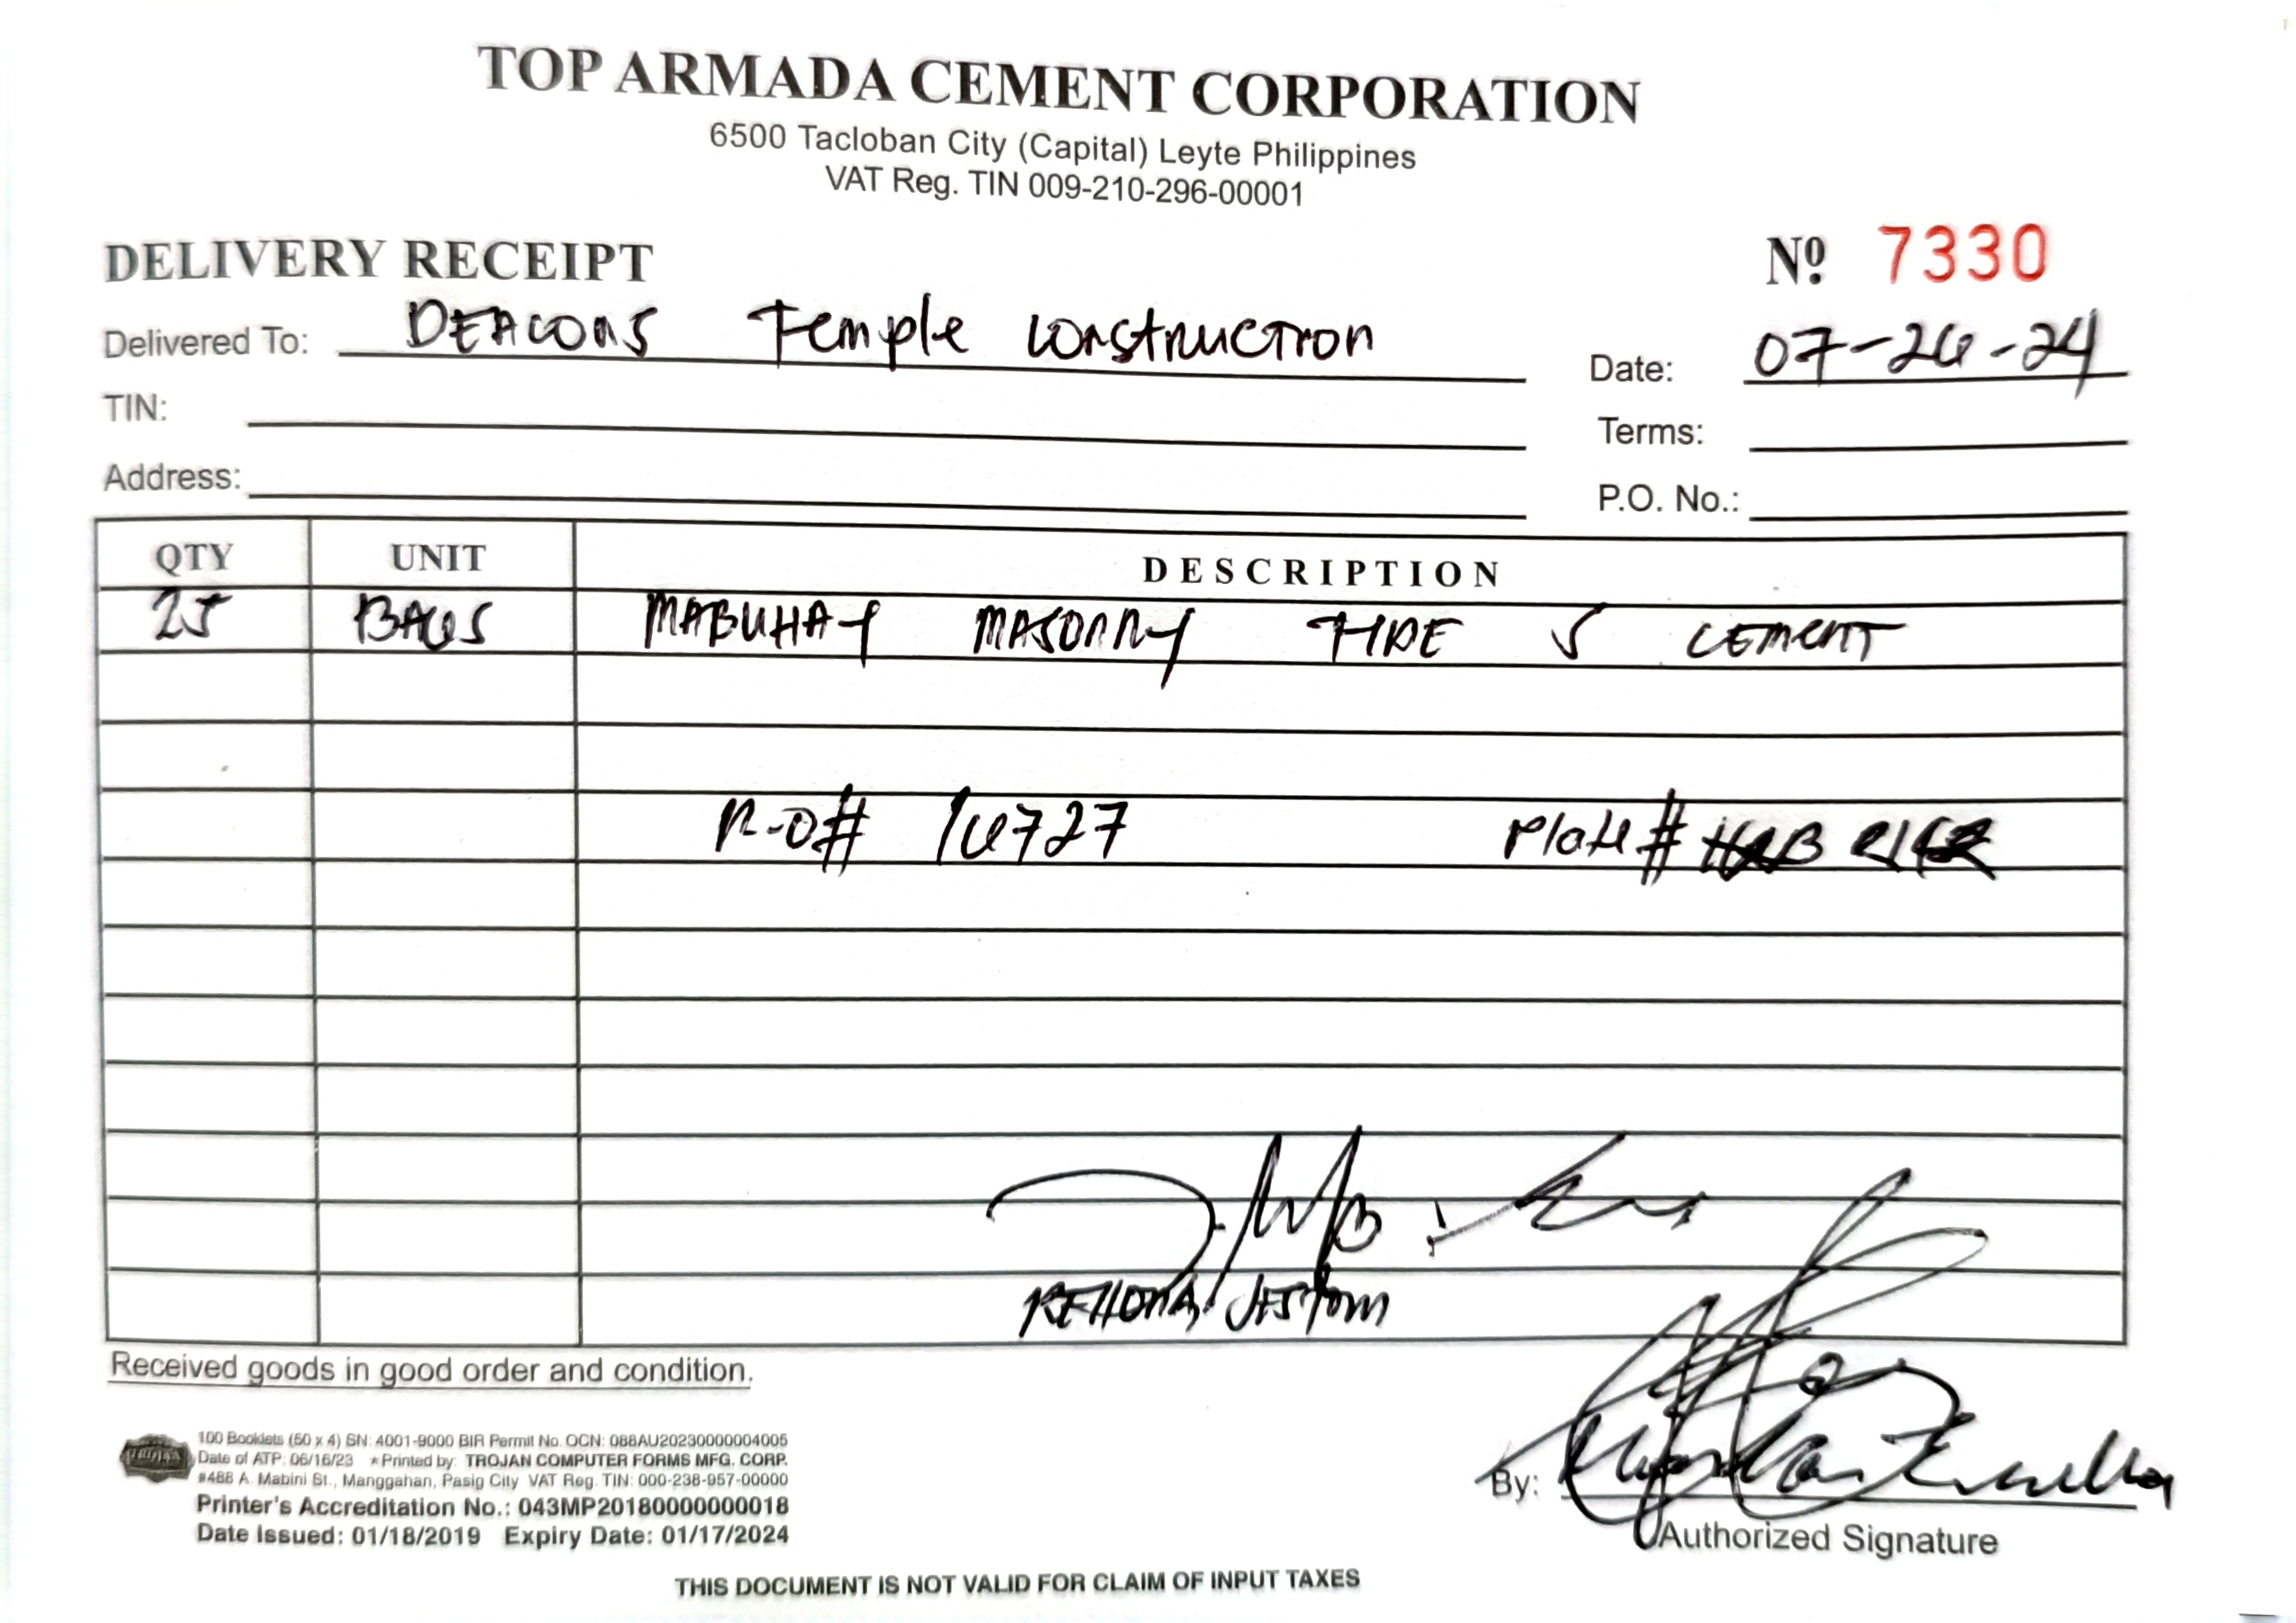 TOP ARMADA CEMENT CORPORATION
6500 Tacloban City (Capital) Leyte Philippines
VAT Reg. TIN 009-210-296-00001
DELIVERY RECEIPT
Nº 7330
Delivered To: DEACONS Temple Construction
Date: 07-26-24
TIN:
Terms:
Address:
P.O. No.:
QTY UNIT DESCRIPTION
25 BAGS MABUHAY MASONRY TYPE S CEMENT
R-O# 16727 Plate#
Received goods in good order and condition.
100 Booklets (50 x 4) SN: 4001-9000 BIR Permit No. OCN: 088AU20230000004005
Date of ATP: 06/16/23 * Printed by: TROJAN COMPUTER FORMS MFG. CORP.
#488 A. Mabini St., Manggahan, Pasig City VAT Reg. TIN: 000-238-957-00000
Printer's Accreditation No.: 043MP20180000000018
Date Issued: 01/18/2019 Expiry Date: 01/17/2024
By:
Authorized Signature
THIS DOCUMENT IS NOT VALID FOR CLAIM OF INPUT TAXES